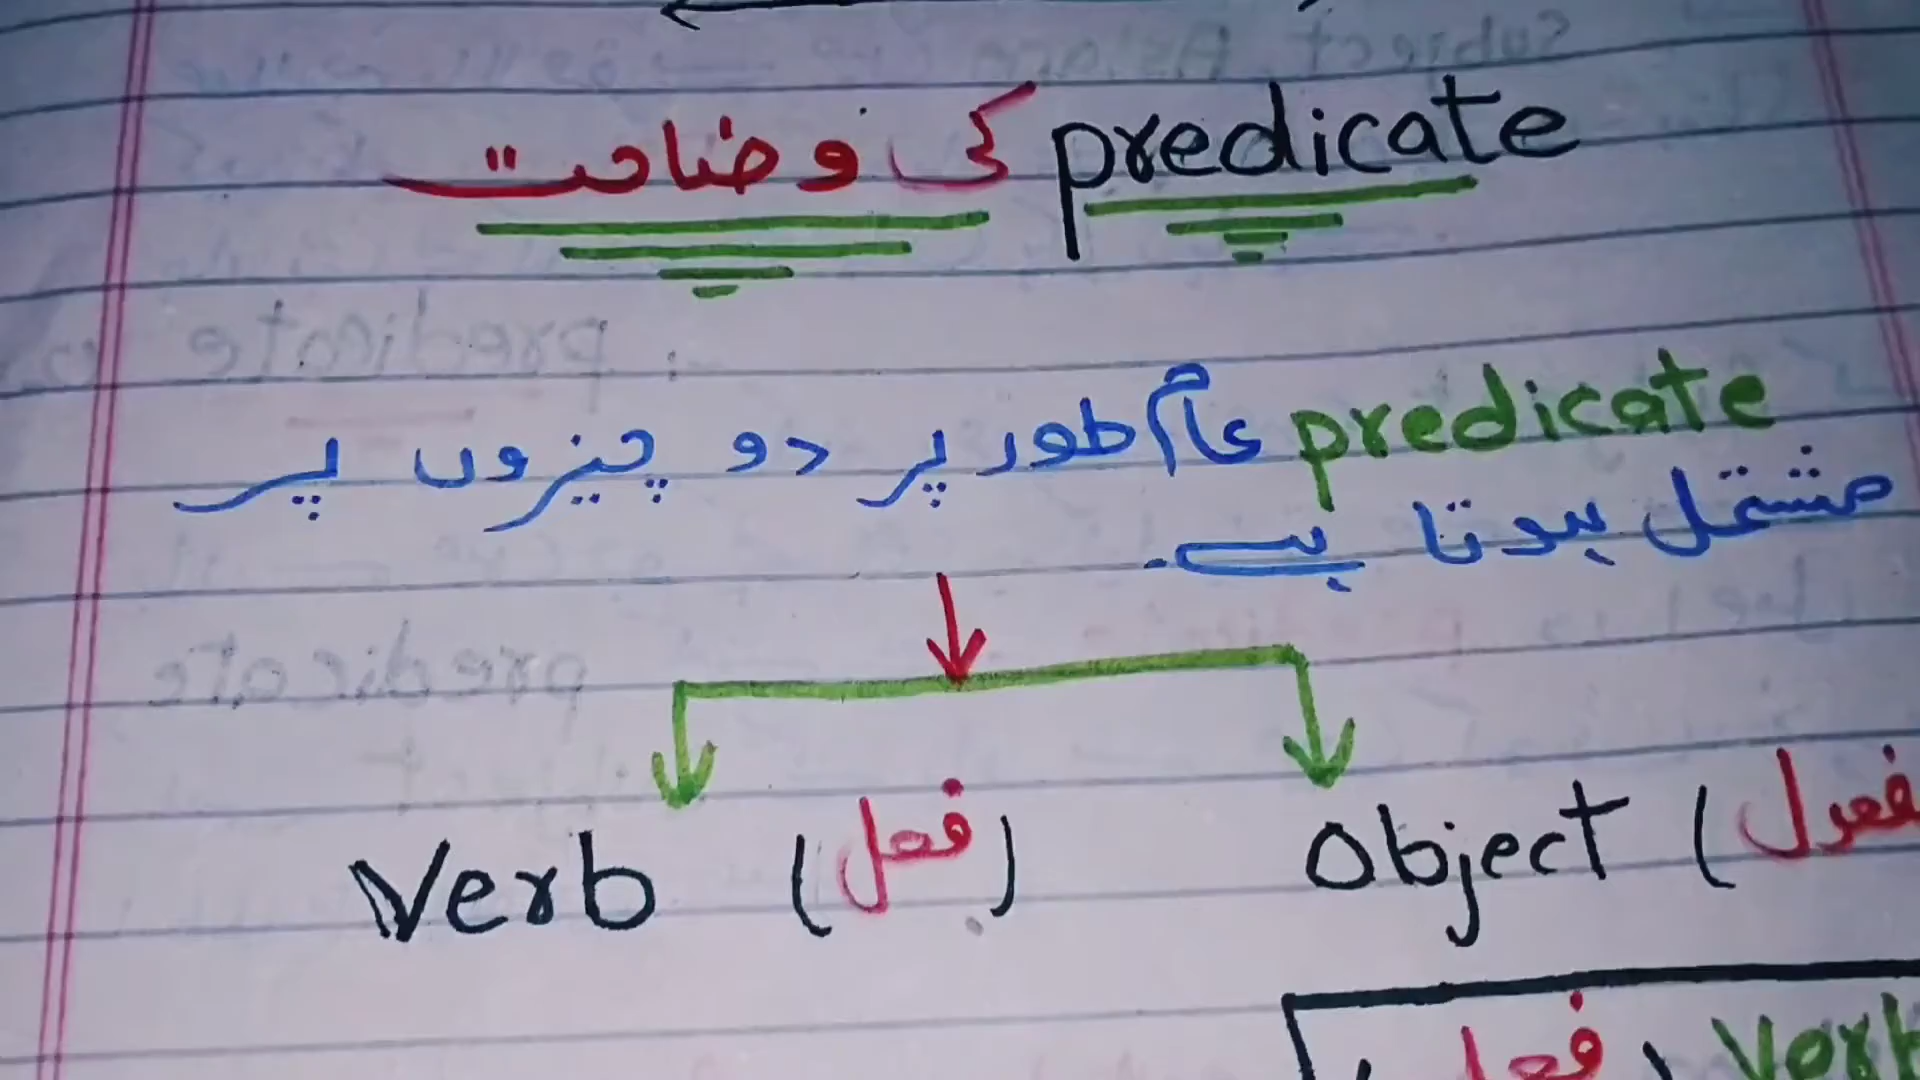 predicate کی وضاحت
predicate عام طور پر دو چیزوں پر
مشتمل ہوتا ہے۔
Verb (فعل)
Object (مفعول
Verb (فعل